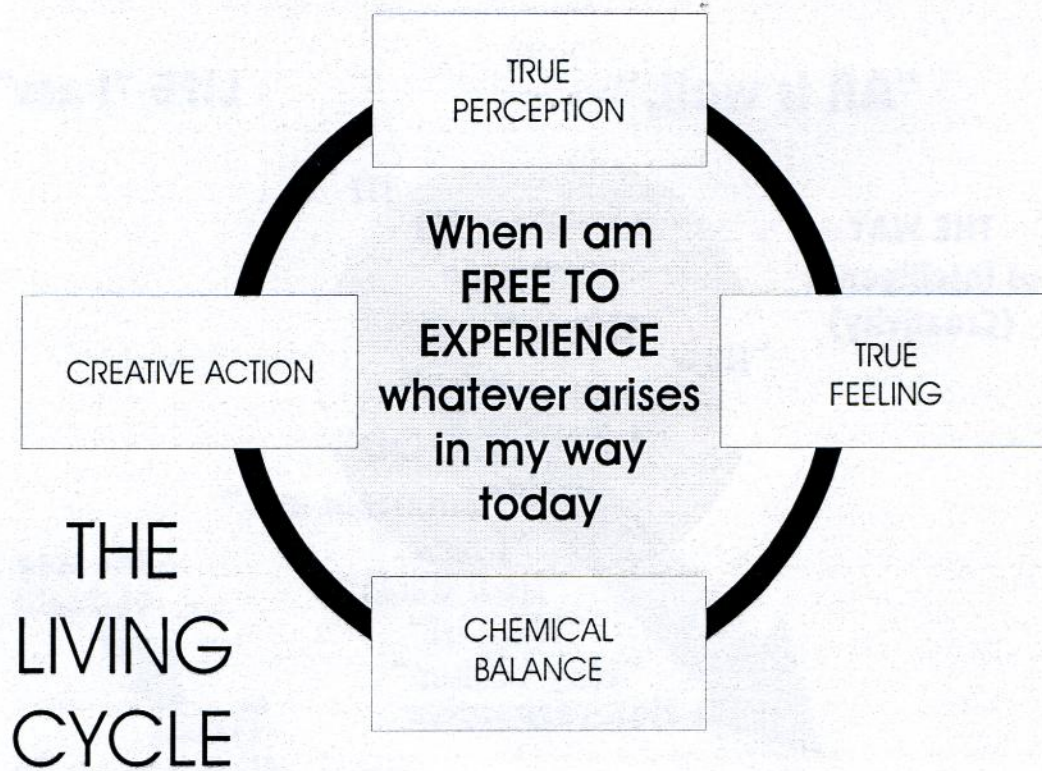 TRUE
PERCEPTION
When I am
FREE TO
EXPERIENCE
whatever arises
in my way
today
CREATIVE ACTION
TRUE
FEELING
CHEMICAL
BALANCE
THE
LIVING
CYCLE